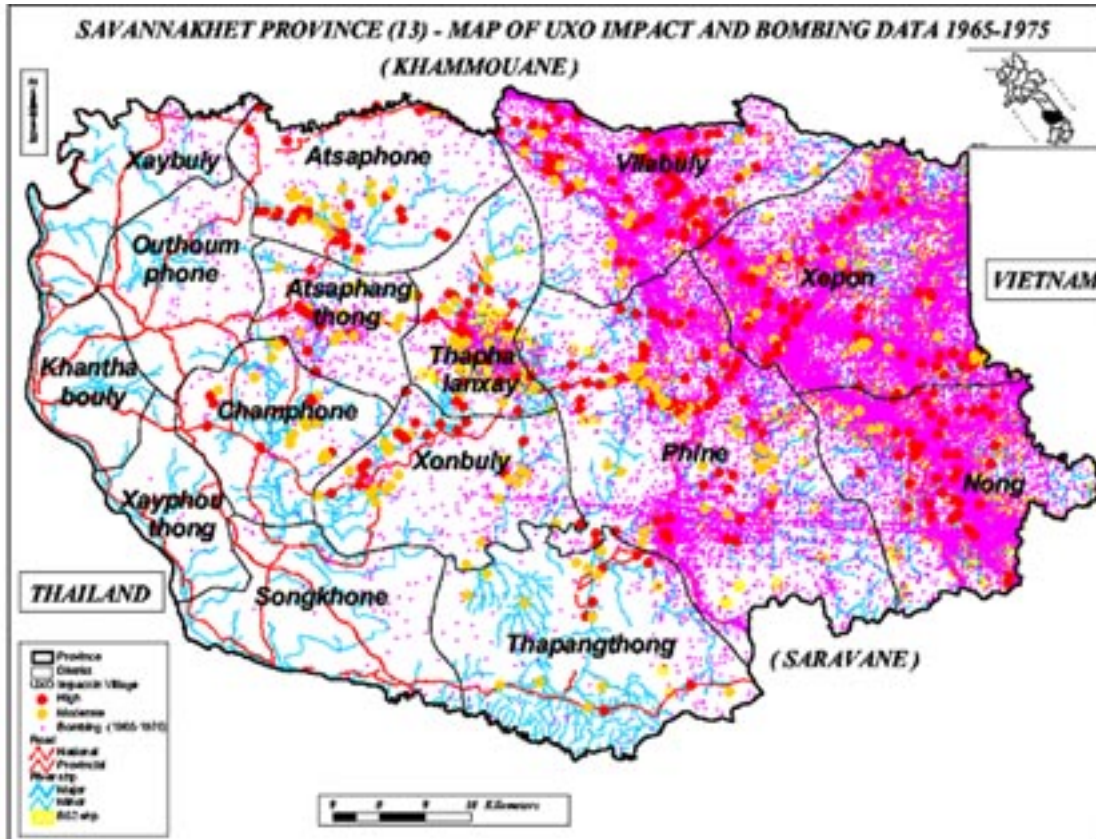 SAVANNAKHET PROVINCE (13) - MAP OF UXO IMPACT AND BOMBING DATA 1965-1975
( KHAMMOUANE )
Xaybuly
Atsaphone
Vilabuly
Outhoum
phone
Xepon
VIETNAM
Atsaphang
thong
Thapha
lanxay
Khantha
bouly
Champhone
Xonbuly
Phine
Nong
Xayphou
thong
THAILAND
Songkhone
Thapangthong
( SARAVANE )
Province
District
Village
High
Moderate
Bombing
Road
National
Provincial
Major
Minor
Kilometers